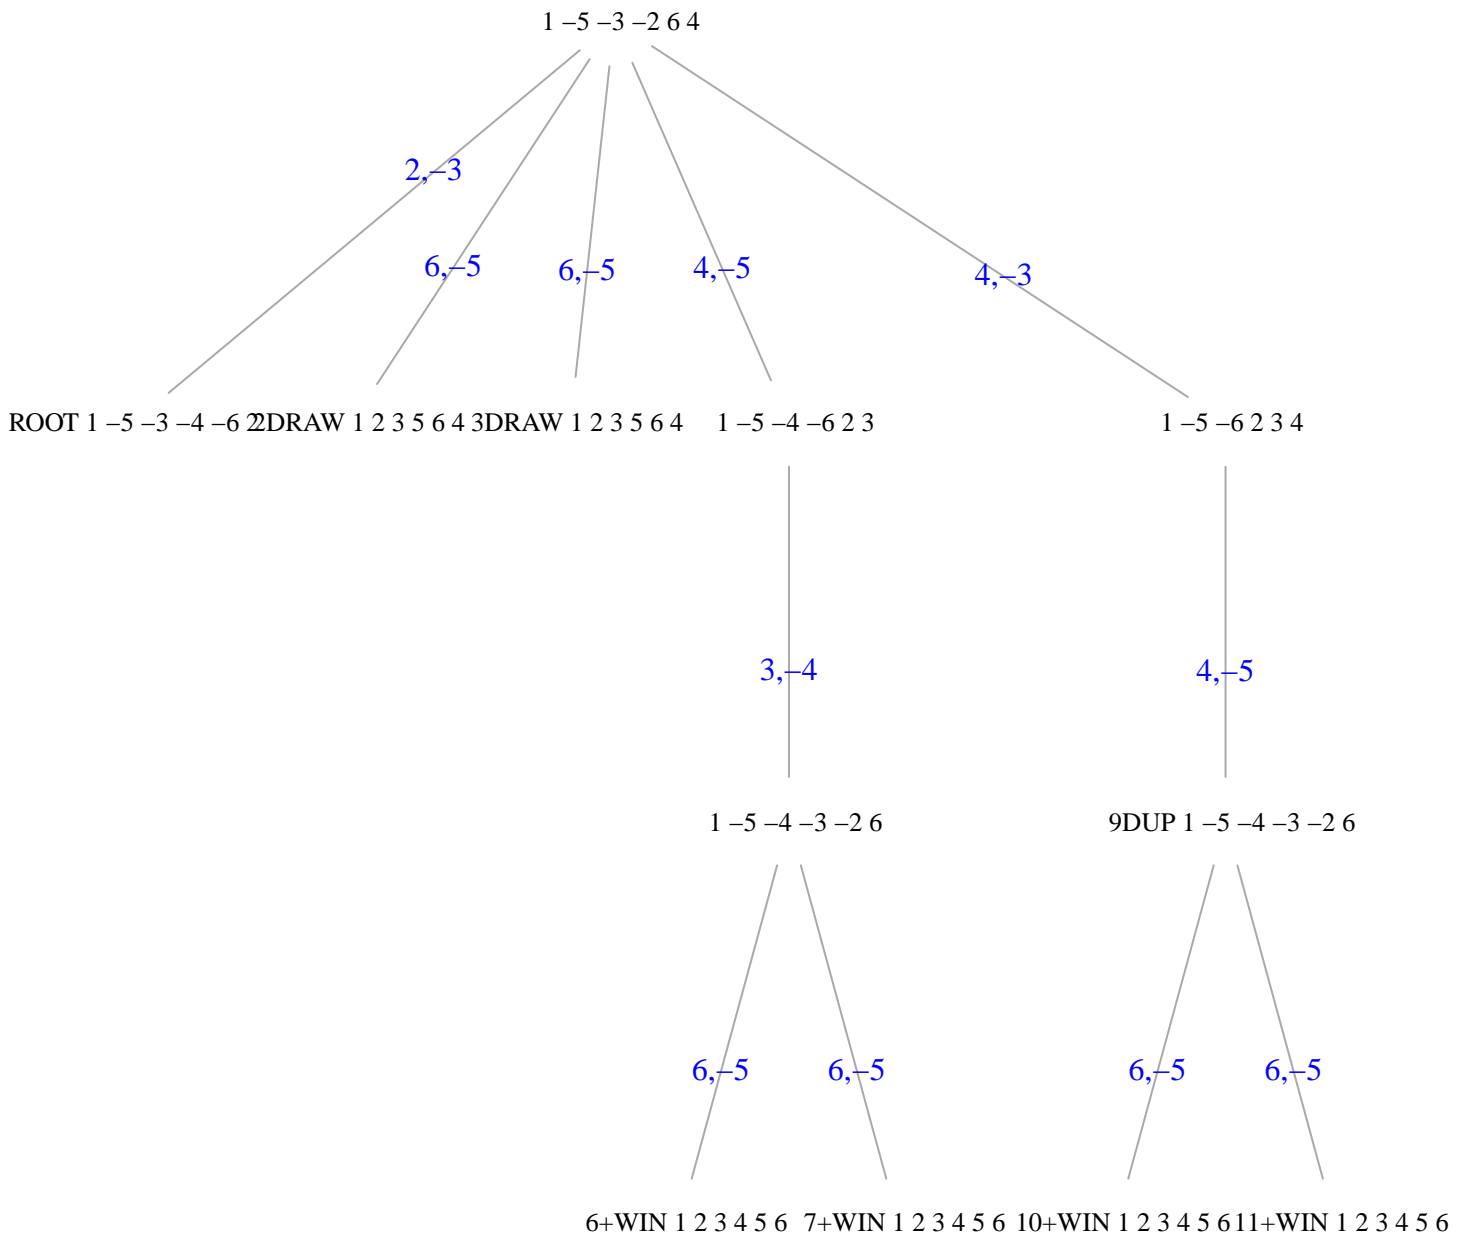 1 –5 –3 –2 6 4
2,–3
6,–5
6,–5
4,–5
4,–3
ROOT 1 –5 –3 –4 –6 2
2DRAW 1 2 3 5 6 4
3DRAW 1 2 3 5 6 4
1 –5 –4 –6 2 3
1 –5 –6 2 3 4
3,–4
4,–5
1 –5 –4 –3 –2 6
9DUP 1 –5 –4 –3 –2 6
6,–5
6,–5
6,–5
6,–5
6+WIN 1 2 3 4 5 6
7+WIN 1 2 3 4 5 6
10+WIN 1 2 3 4 5 6
11+WIN 1 2 3 4 5 6